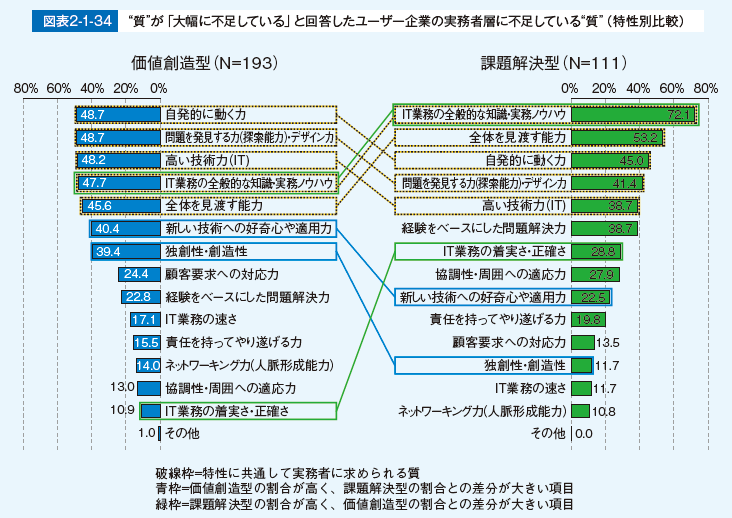 図表2-1-34 “質”が「大幅に不足している」と回答したユーザー企業の実務者層に不足している“質”（特性別比較）
価値創造型（N=193）
80% 60% 40% 20% 0%
48.7 自発的に動く力
48.7 問題を発見する力(探索能力)・デザイン力
48.2 高い技術力(IT)
47.7 IT業務の全般的な知識・実務ノウハウ
45.6 全体を見渡す能力
40.4 新しい技術への好奇心や適用力
39.4 独創性・創造性
24.4 顧客要求への対応力
22.8 経験をベースにした問題解決力
17.1 IT業務の速さ
15.5 責任を持ってやり遂げる力
14.0 ネットワーキング力(人脈形成能力)
13.0 協調性・周囲への適応力
10.9 IT業務の着実さ・正確さ
1.0 その他
課題解決型（N=111）
0% 20% 40% 60% 80%
IT業務の全般的な知識・実務ノウハウ 72.1
全体を見渡す能力 53.2
自発的に動く力 45.0
問題を発見する力(探索能力)・デザイン力 41.4
高い技術力(IT) 38.7
経験をベースにした問題解決力 38.7
IT業務の着実さ・正確さ 28.8
協調性・周囲への適応力 27.9
新しい技術への好奇心や適用力 22.5
責任を持ってやり遂げる力 19.8
顧客要求への対応力 13.5
独創性・創造性 11.7
IT業務の速さ 11.7
ネットワーキング力(人脈形成能力) 10.8
その他 0.0
破線枠=特性に共通して実務者に求められる質
青枠=価値創造型の割合が高く、課題解決型の割合との差分が大きい項目
緑枠=課題解決型の割合が高く、価値創造型の割合との差分が大きい項目